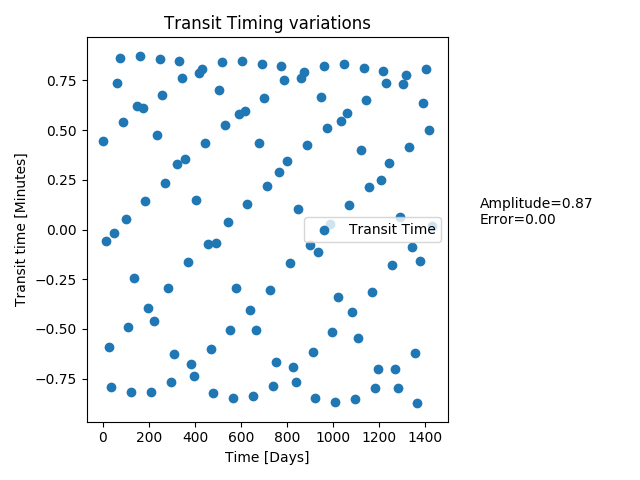 Transit Timing variations
Transit time [Minutes]
0.75
0.50
0.25
0.00
−0.25
−0.50
−0.75
Transit Time
Amplitude=0.87
Error=0.00
0 200 400 600 800 1000 1200 1400
Time [Days]